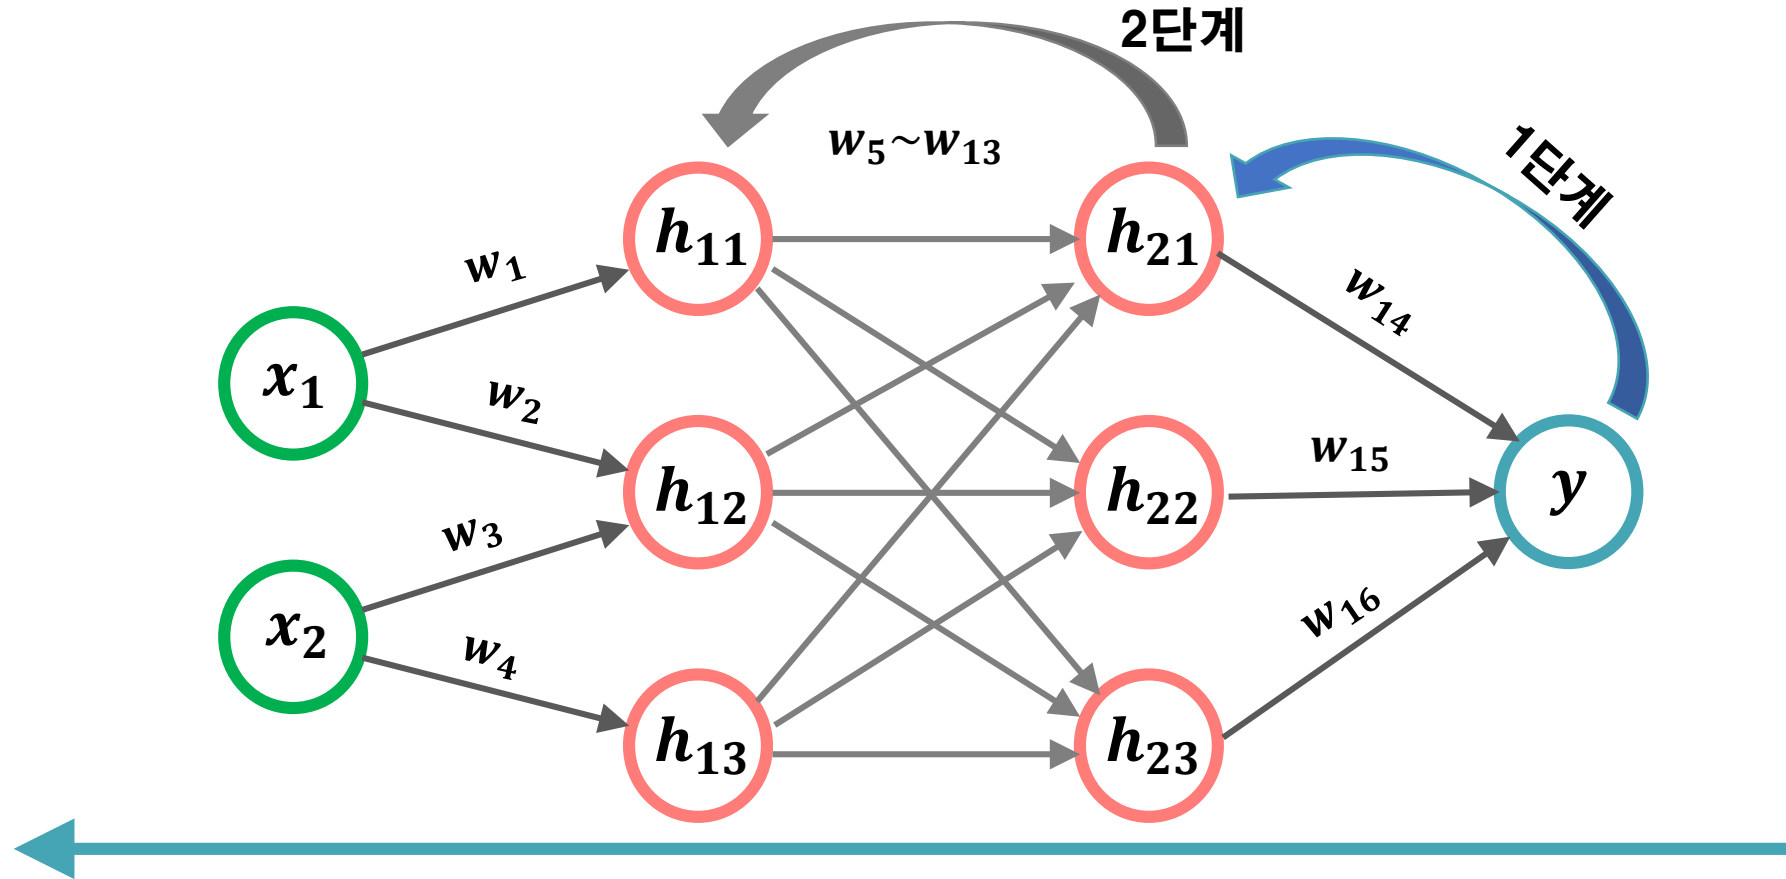 2단계
1단계
w₅~w₁₃
h₁₁
h₂₁
w₁
w₁₄
x₁
w₂
w₁₅
h₁₂
h₂₂
y
w₃
w₁₆
x₂
w₄
h₁₃
h₂₃